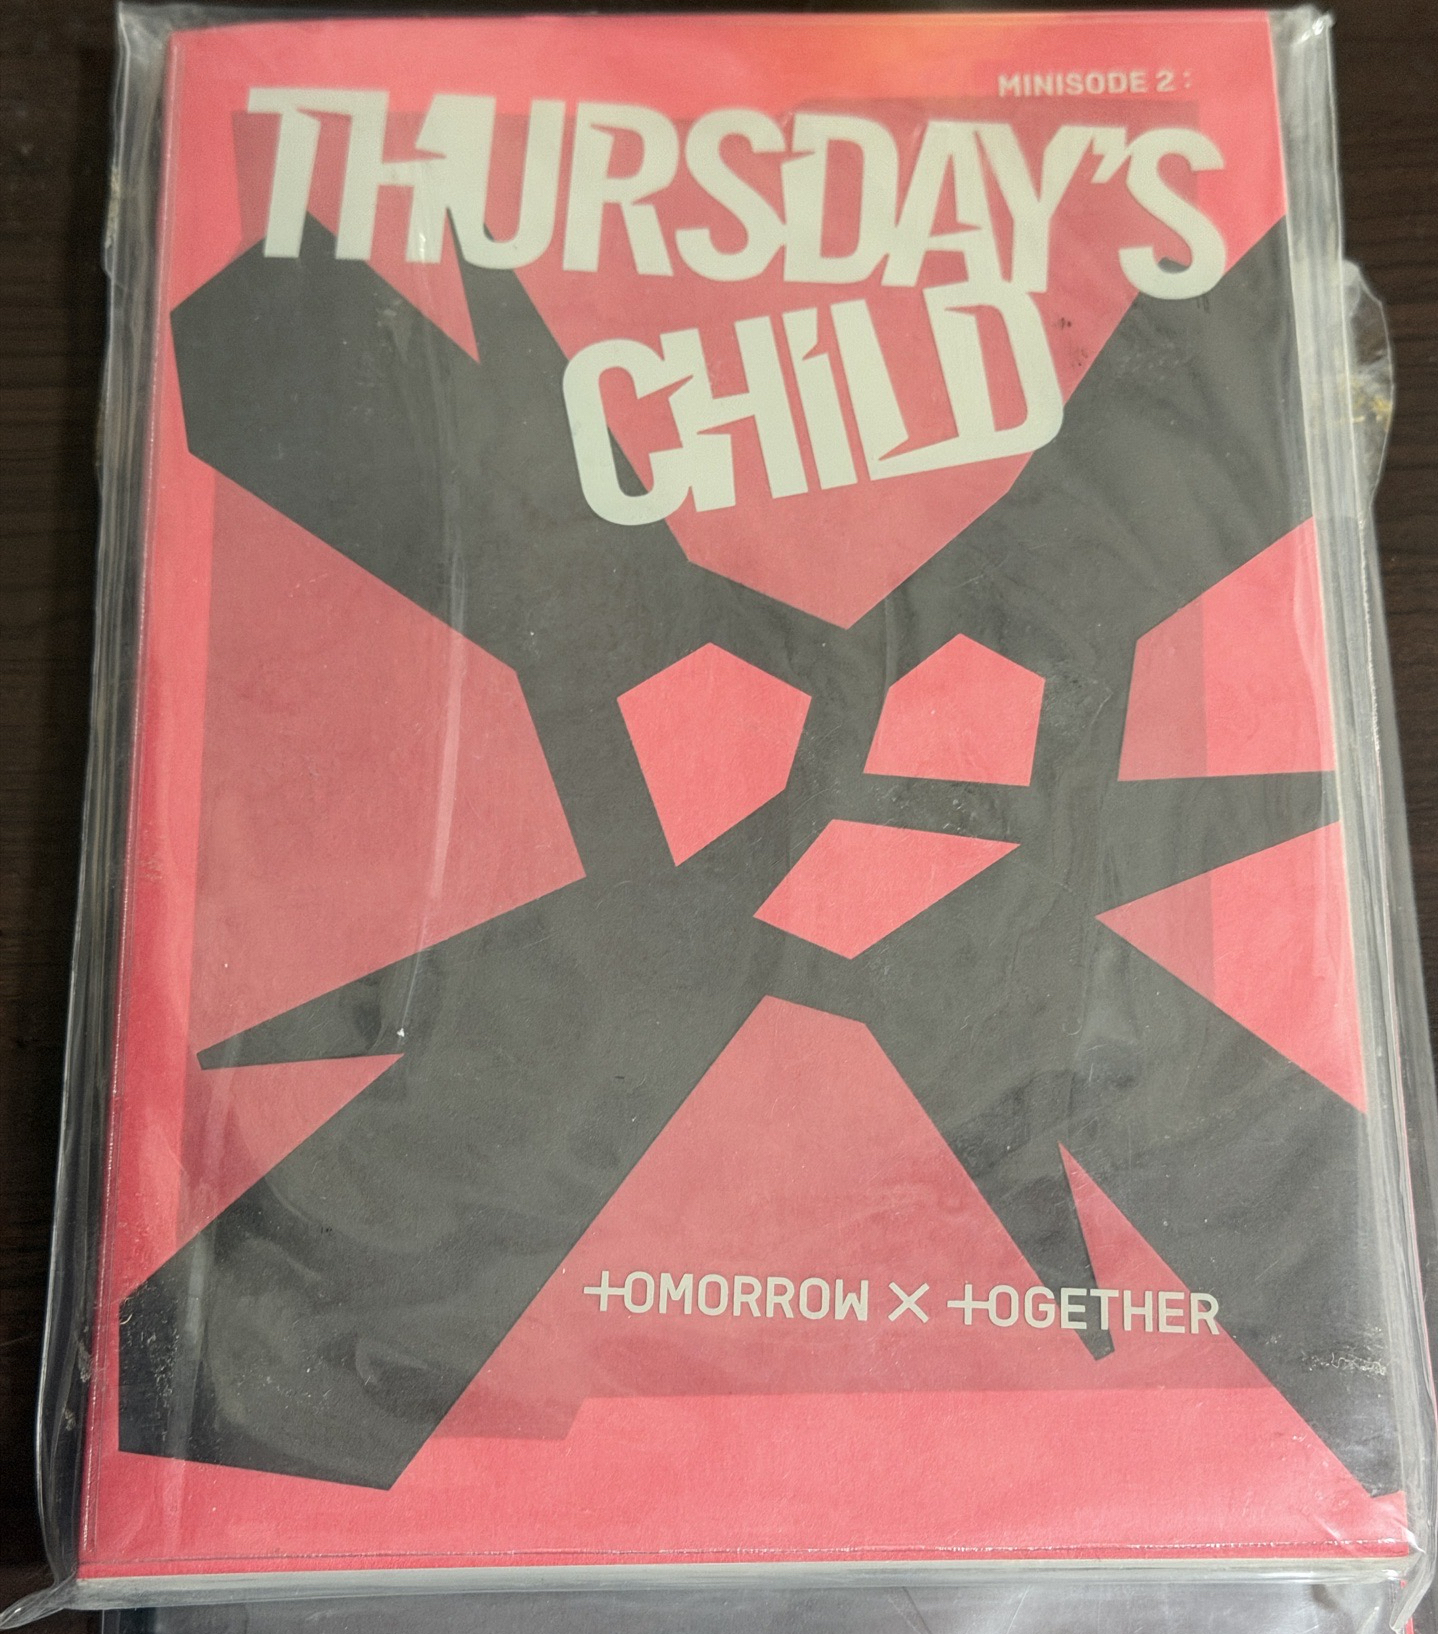 MINISODE 2 :
THURSDAY'S
CHiLD
tOMORROW × tOGETHER